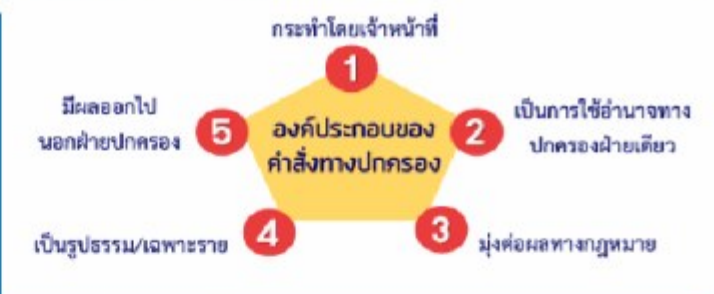 กระทำโดยเจ้าหน้าที่
1
มีผลออกไป
นอกฝ่ายปกครอง
5
องค์ประกอบของ
คำสั่งทางปกครอง
2
เป็นการใช้อำนาจทาง
ปกครองฝ่ายเดียว
เป็นรูปธรรม/เฉพาะราย
4
3
มุ่งต่อผลทางกฎหมาย